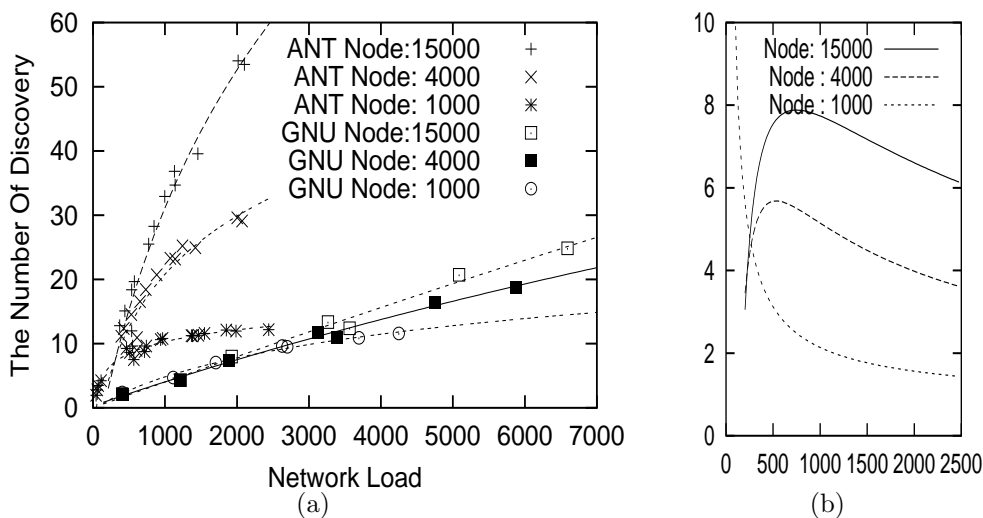 The Number Of Discovery
60
50
40
30
20
10
0
ANT Node:15000
ANT Node: 4000
ANT Node: 1000
GNU Node:15000
GNU Node: 4000
GNU Node: 1000
0 1000 2000 3000 4000 5000 6000 7000
Network Load
(a)
10
8
6
4
2
0
Node: 15000
Node : 4000
Node : 1000
0 500 1000 1500 2000 2500
(b)